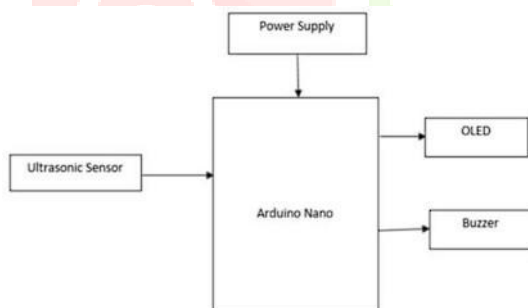 Power Supply
OLED
Ultrasonic Sensor
Arduino Nano
Buzzer